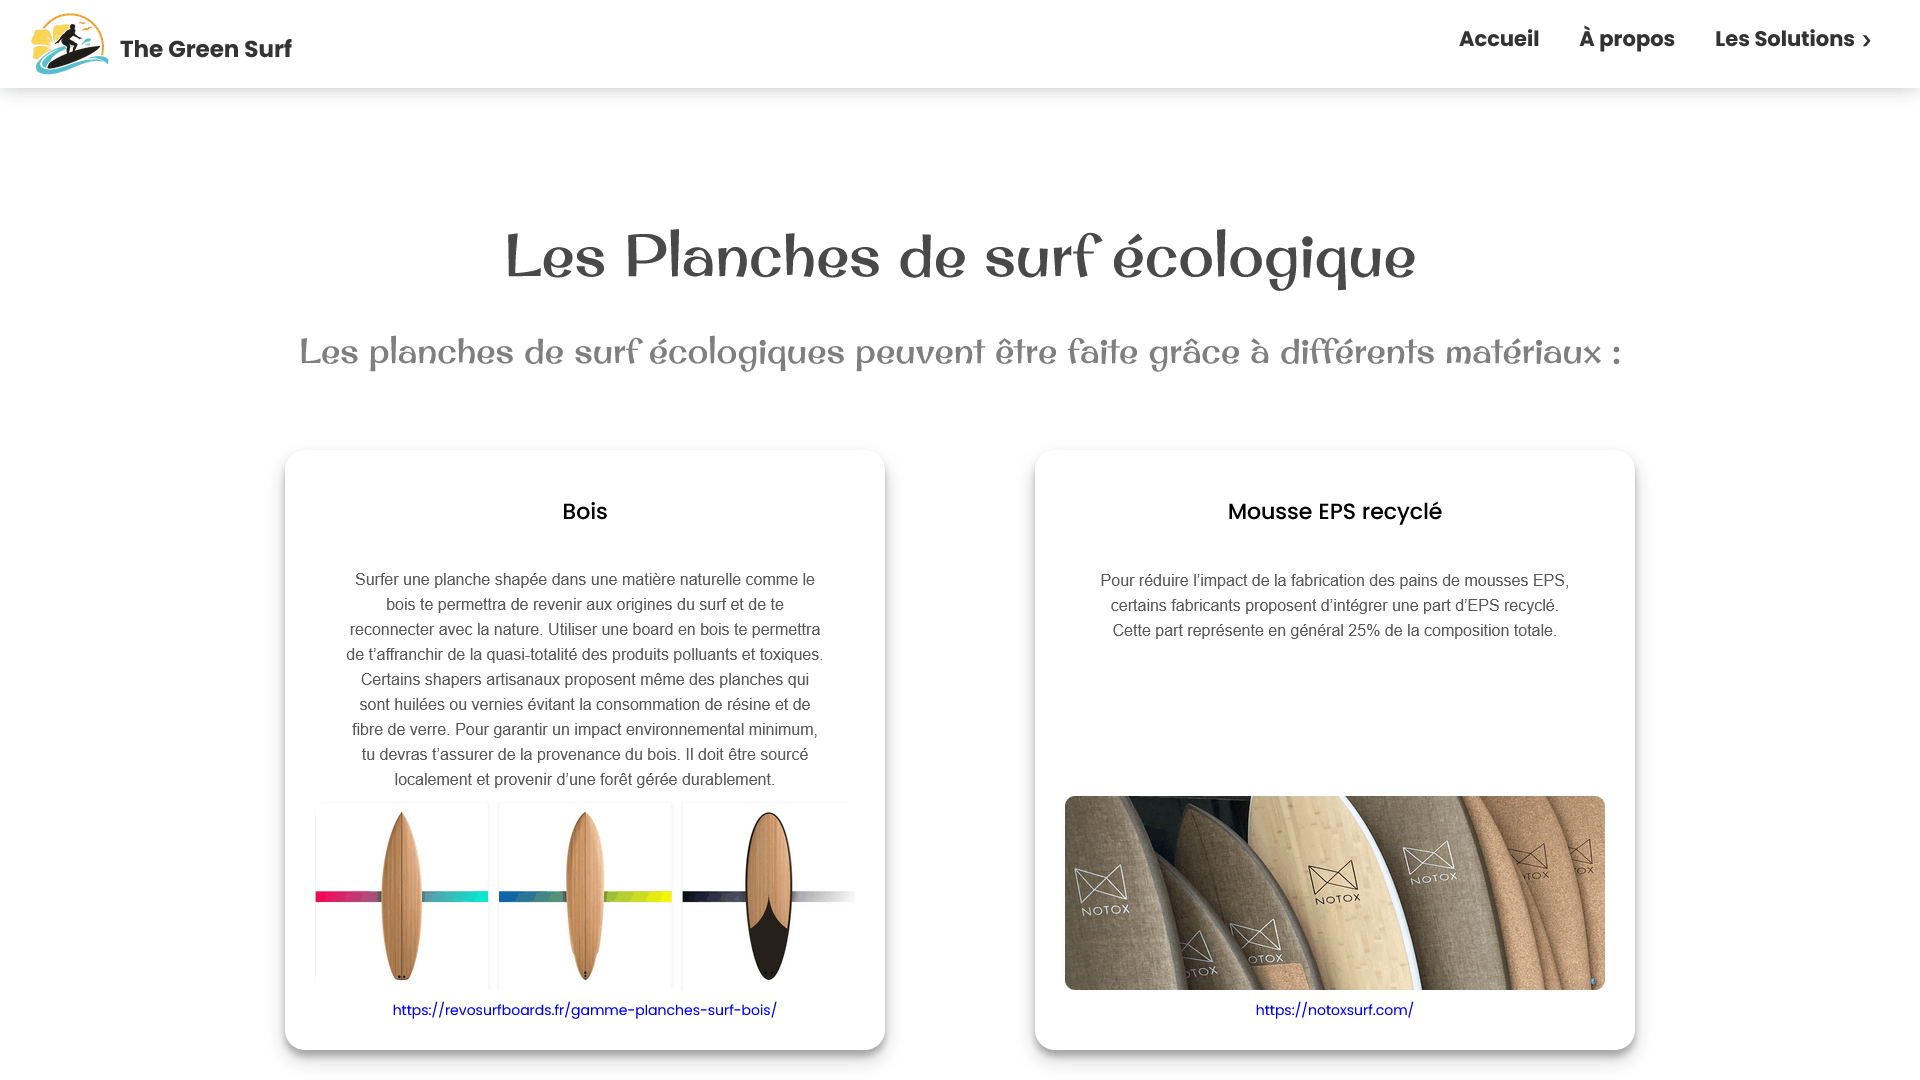 The Green Surf
Accueil
À propos
Les Solutions ›
Les Planches de surf écologique
Les planches de surf écologiques peuvent être faite grâce à différents matériaux :
Bois
Surfer une planche shapée dans une matière naturelle comme le
bois te permettra de revenir aux origines du surf et de te
reconnecter avec la nature. Utiliser une board en bois te permettra
de t’affranchir de la quasi-totalité des produits polluants et toxiques.
Certains shapers artisanaux proposent même des planches qui
sont huilées ou vernies évitant la consommation de résine et de
fibre de verre. Pour garantir un impact environnemental minimum,
tu devras t’assurer de la provenance du bois. Il doit être sourcé
localement et provenir d’une forêt gérée durablement.
https://revosurfboards.fr/gamme-planches-surf-bois/
Mousse EPS recyclé
Pour réduire l’impact de la fabrication des pains de mousses EPS,
certains fabricants proposent d’intégrer une part d’EPS recyclé.
Cette part représente en général 25% de la composition totale.
NOTOX
OTOX
OTOX
NOTOX
NOTOX
TOX
TOX
https://notoxsurf.com/